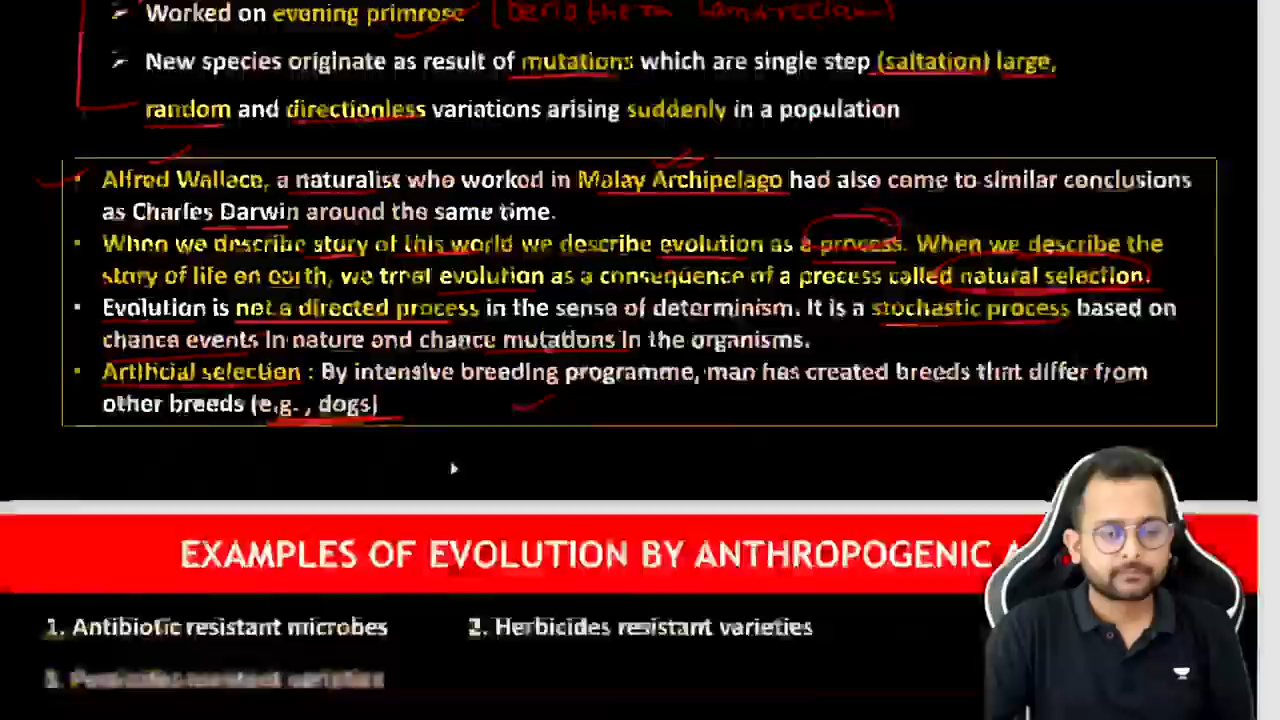 ➢ Worked on evening primrose
➢ New species originate as result of mutations which are single step (saltation) large,
random and directionless variations arising suddenly in a population
• Alfred Wallace, a naturalist who worked in Malay Archipelago had also come to similar conclusions
as Charles Darwin around the same time.
• When we describe story of this world we describe evolution as a process. When we describe the
story of life on earth, we treat evolution as a consequence of a process called natural selection.
• Evolution is not a directed process in the sense of determinism. It is a stochastic process based on
chance events in nature and chance mutations in the organisms.
• Artificial selection : By intensive breeding programme, man has created breeds that differ from
other breeds (e.g. , dogs)
EXAMPLES OF EVOLUTION BY ANTHROPOGENIC
1. Antibiotic resistant microbes 2. Herbicides resistant varieties